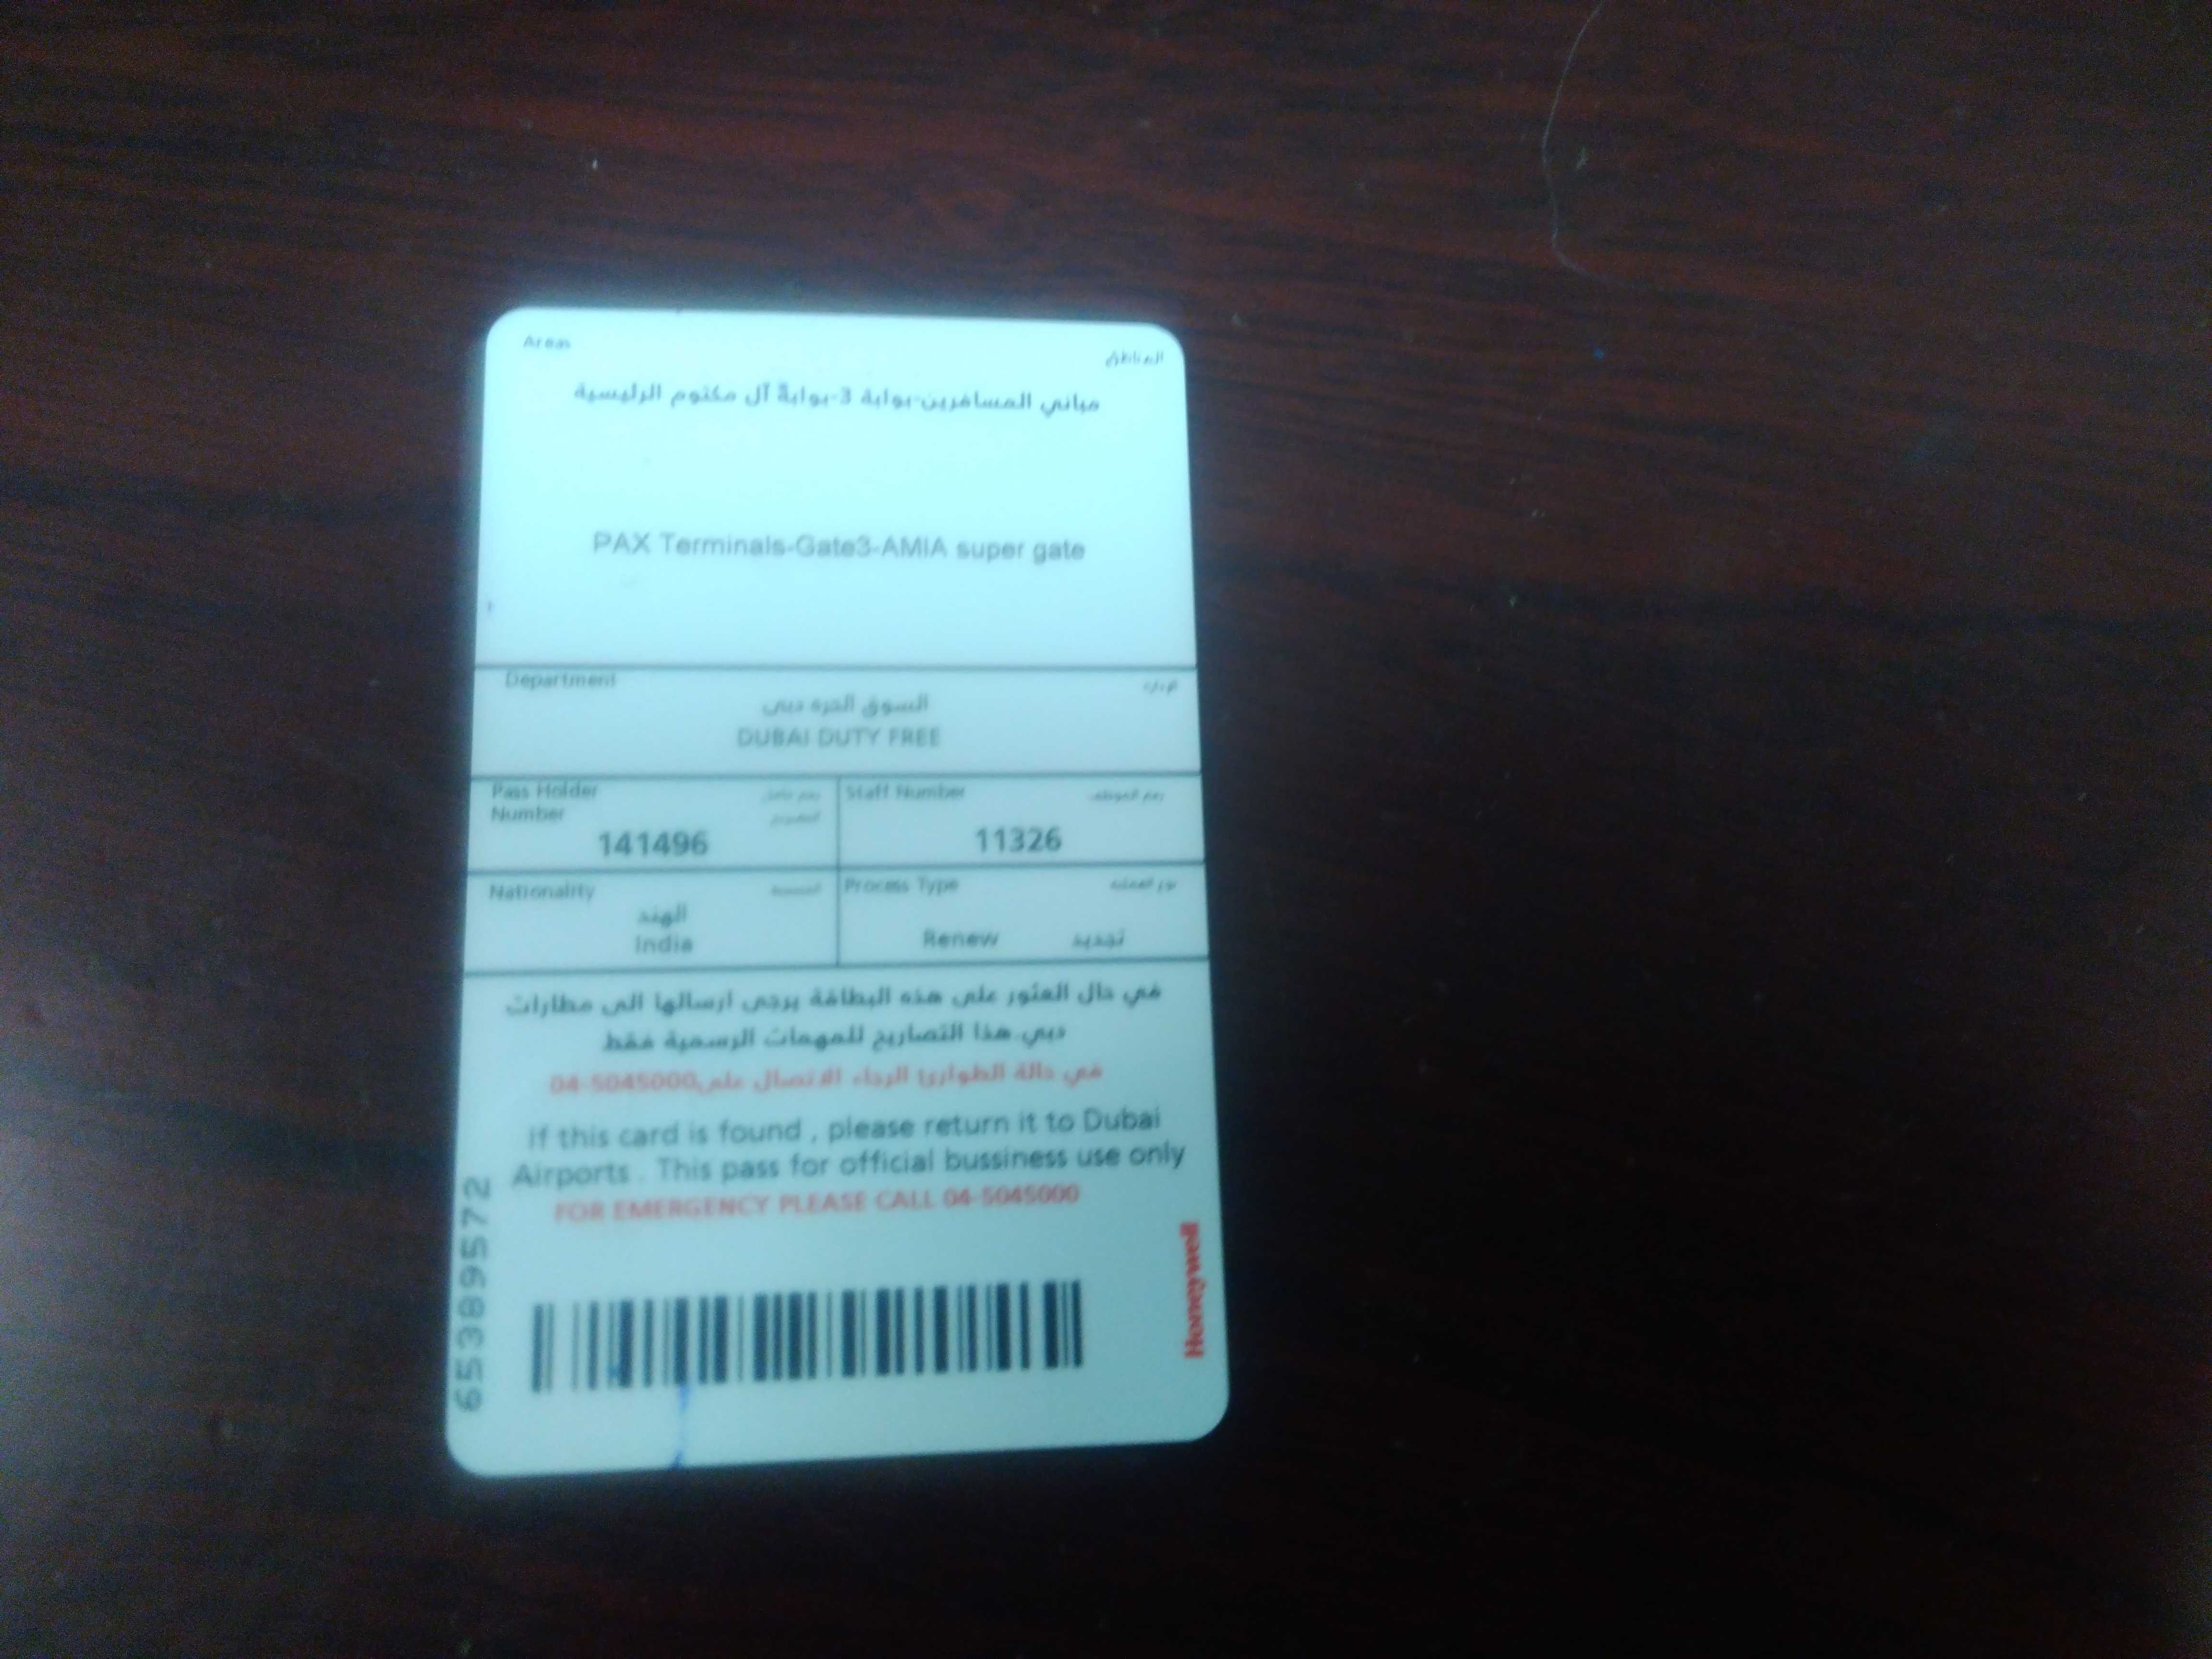 Areas
المناطق
مباني المسافرين-بوابة 3-بوابة آل مكتوم الرئيسية
PAX Terminals-Gate3-AMIA super gate
Department
السوق الحره دبي
DUBAI DUTY FREE
Pass Holder
Number
141496
Staff Number
رقم الموظف
11326
Nationality
الهند
India
Process Type
Renew تجديد
في حال العثور على هذه البطاقة يرجى ارسالها الى مطارات
دبي.هذا التصاريح للمهمات الرسمية فقط
في حالة الطوارئ الرجاء الاتصال على04-5045000
If this card is found , please return it to Dubai
Airports . This pass for official bussiness use only
FOR EMERGENCY PLEASE CALL 04-5045000
65389572
Honeywell